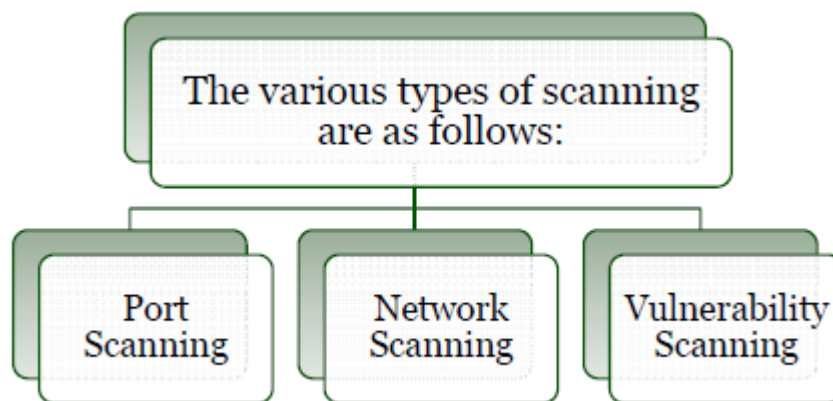 The various types of scanning
are as follows:
Port
Scanning
Network
Scanning
Vulnerability
Scanning